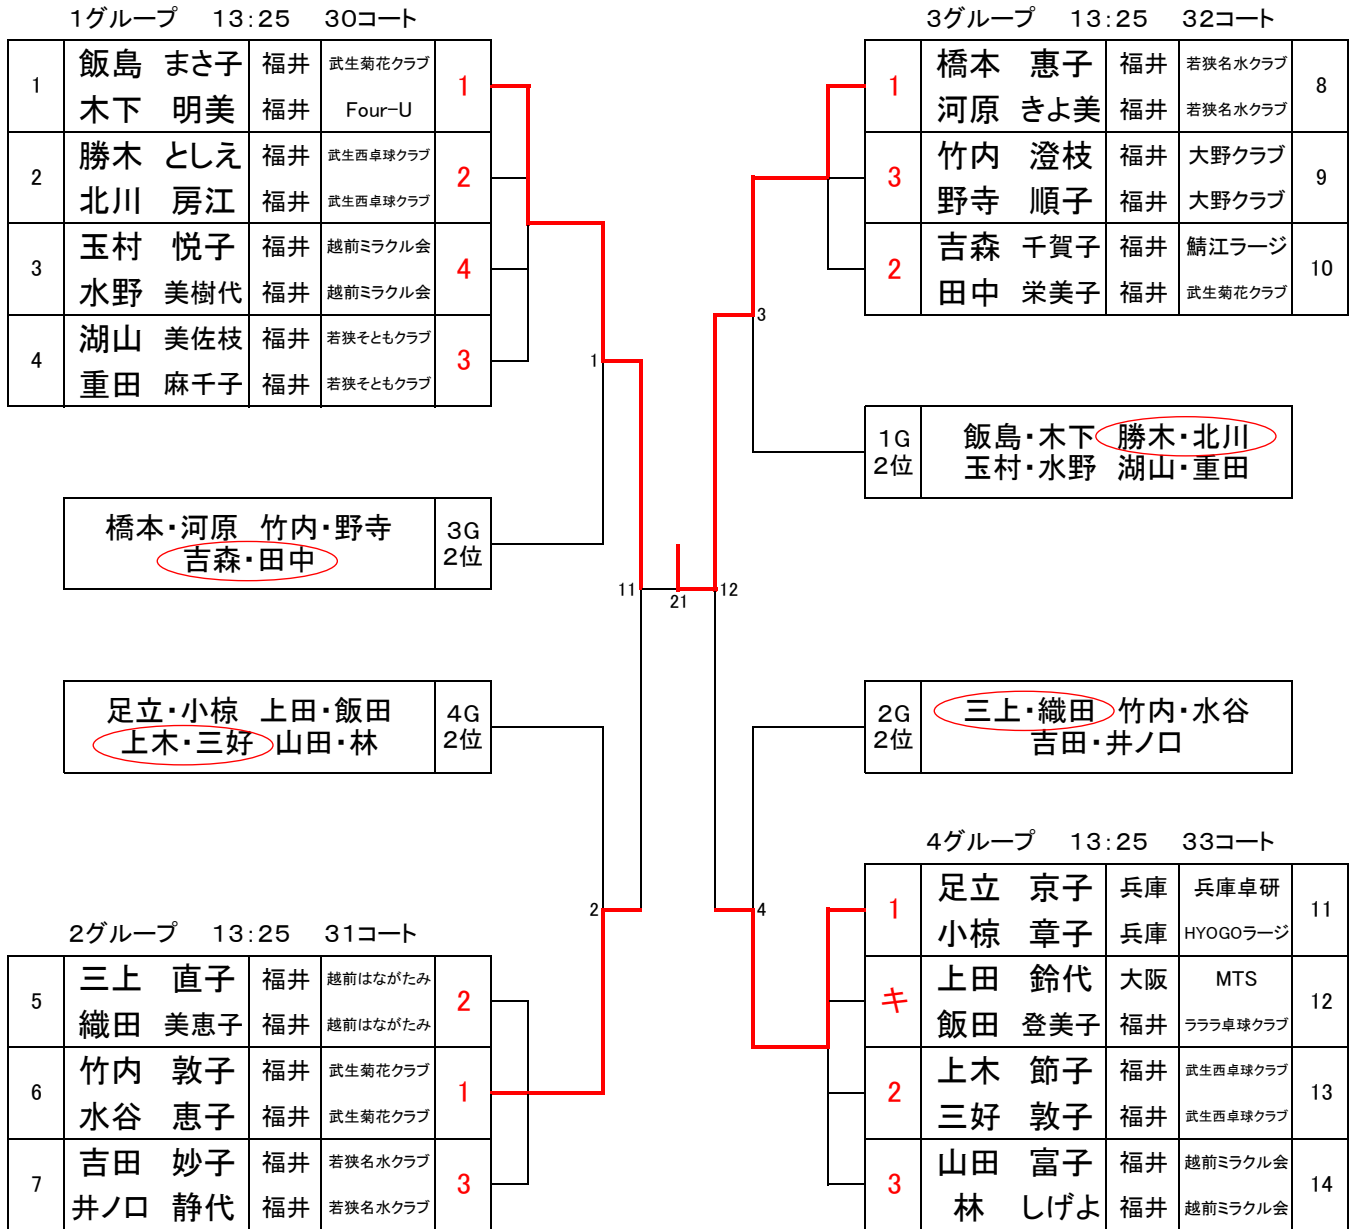 1グループ 13:25 30コート
1 飯島 まさ子 福井 武生菊花クラブ 1
木下 明美 福井 Four-U
2 勝木 としえ 福井 武生西卓球クラブ 2
北川 房江 福井 武生西卓球クラブ
3 玉村 悦子 福井 越前ミラクル会 4
水野 美樹代 福井 越前ミラクル会
4 湖山 美佐枝 福井 若狭そともクラブ 3
重田 麻千子 福井 若狭そともクラブ
1
橋本・河原 竹内・野寺 3G
吉森・田中 2位
11
21
12
足立・小椋 上田・飯田 4G
上木・三好 山田・林 2位
2
2グループ 13:25 31コート
5 三上 直子 福井 越前はながたみ 2
織田 美恵子 福井 越前はながたみ
6 竹内 敦子 福井 武生菊花クラブ 1
水谷 恵子 福井 武生菊花クラブ
7 吉田 妙子 福井 若狭名水クラブ 3
井ノ口 静代 福井 若狭名水クラブ
3グループ 13:25 32コート
1 橋本 惠子 福井 若狭名水クラブ 8
河原 きよ美 福井 若狭名水クラブ
3 竹内 澄枝 福井 大野クラブ 9
野寺 順子 福井 大野クラブ
2 吉森 千賀子 福井 鯖江ラージ 10
田中 栄美子 福井 武生菊花クラブ
3
1G 飯島・木下 勝木・北川
2位 玉村・水野 湖山・重田
2G 三上・織田 竹内・水谷
2位 吉田・井ノ口
4
4グループ 13:25 33コート
1 足立 京子 兵庫 兵庫卓研 11
小椋 章子 兵庫 HYOGOラージ
キ 上田 鈴代 大阪 MTS 12
飯田 登美子 福井 ラララ卓球クラブ
2 上木 節子 福井 武生西卓球クラブ 13
三好 敦子 福井 武生西卓球クラブ
3 山田 富子 福井 越前ミラクル会 14
林 しげよ 福井 越前ミラクル会